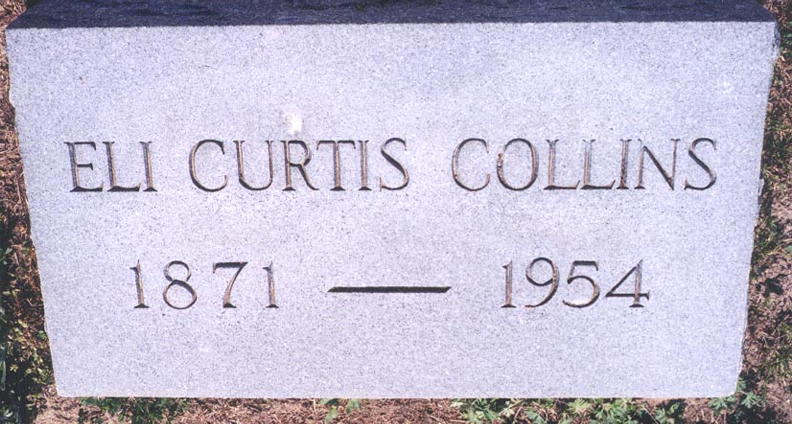 ELI CURTIS COLLINS
1871 — 1954